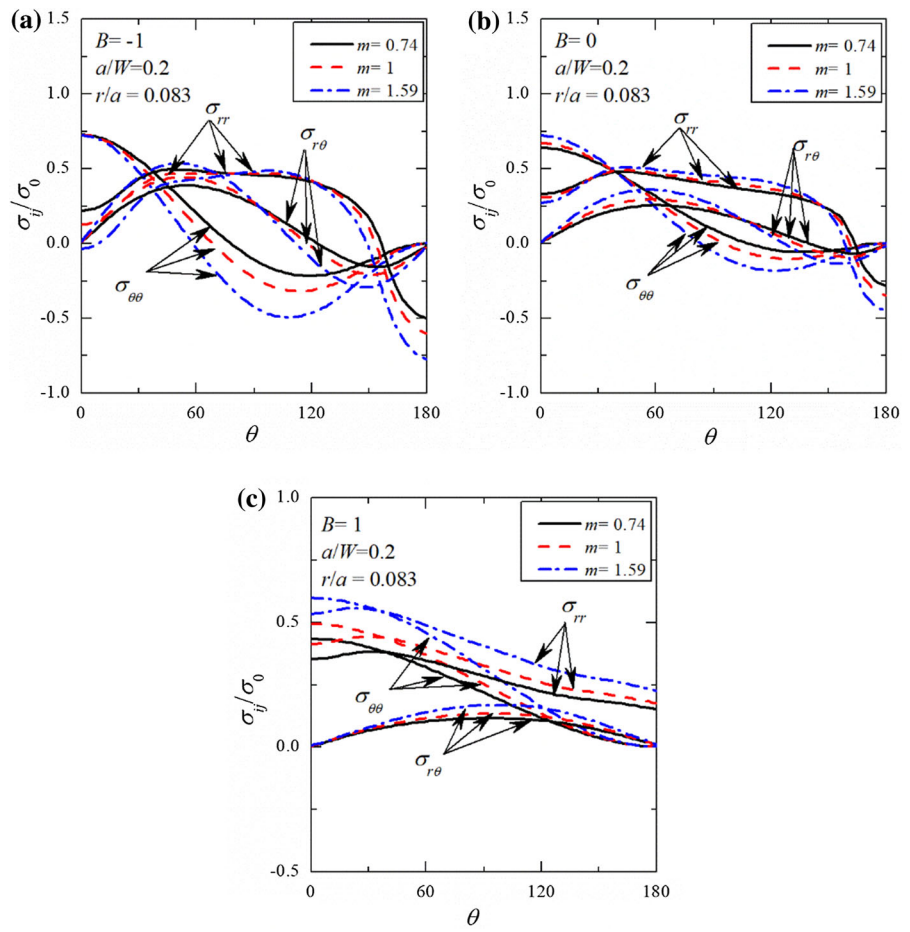 (a)
B= -1
a/W=0.2
r/a = 0.083
m= 0.74
m= 1
m= 1.59
σrr
σrθ
σθθ
σij/σ0
1.5
1.0
0.5
0.0
-0.5
-1.0
0 60 120 180
θ
(b)
B= 0
a/W=0.2
r/a = 0.083
m= 0.74
m= 1
m= 1.59
σrr
σrθ
σθθ
σij/σ0
1.5
1.0
0.5
0.0
-0.5
-1.0
0 60 120 180
θ
(c)
B= 1
a/W=0.2
r/a = 0.083
m= 0.74
m= 1
m= 1.59
σrr
σθθ
σrθ
σij/σ0
1.0
0.5
0.0
-0.5
0 60 120 180
θ